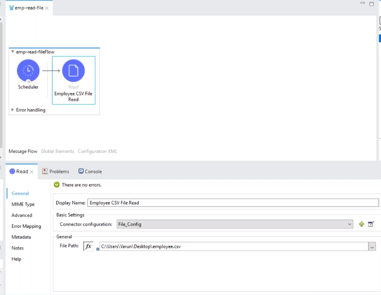 emp-read-file
emp-read-fileFlow
Scheduler
Read
Employee CSV File
Read
Error handling
Message Flow Global Elements Configuration XML
Read Problems Console
There are no errors.
General
MIME Type
Advanced
Error Mapping
Metadata
Notes
Help
Display Name: Employee CSV File Read
Basic Settings
Connector configuration: File_Config
General
File Path: fx C:\Users\Varun\Desktop\employee.csv ...